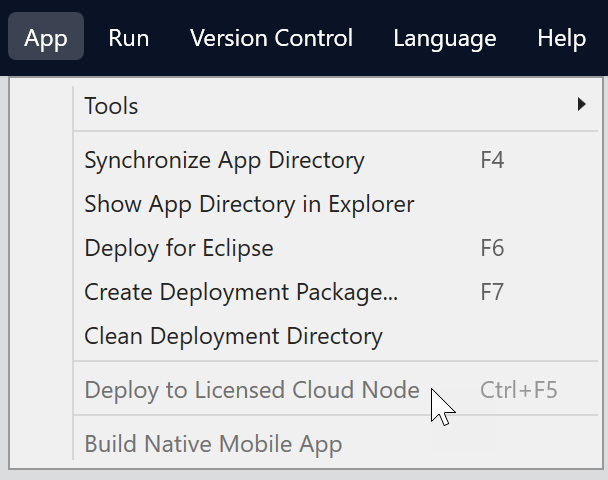 App Run Version Control Language Help
Tools
Synchronize App Directory F4
Show App Directory in Explorer
Deploy for Eclipse F6
Create Deployment Package... F7
Clean Deployment Directory
Deploy to Licensed Cloud Node Ctrl+F5
Build Native Mobile App